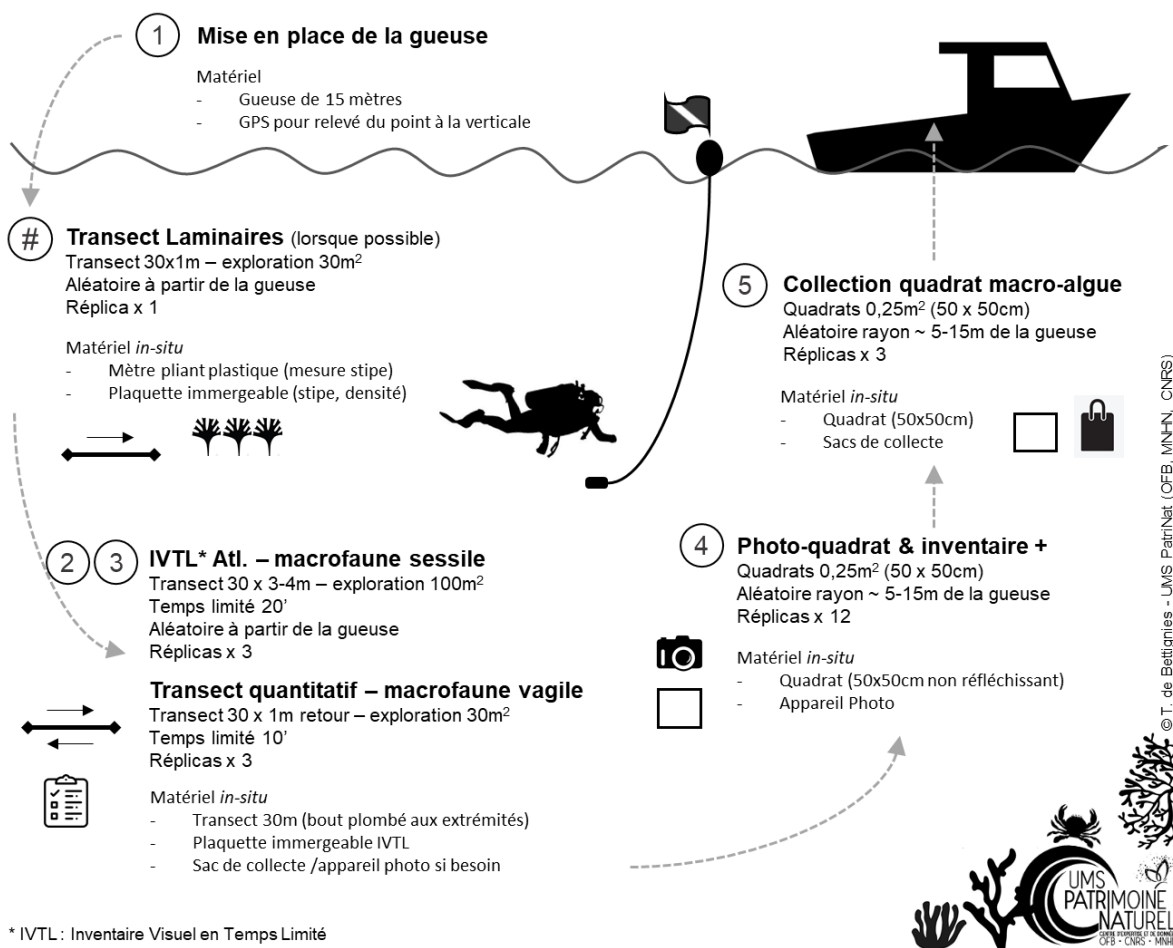 1 Mise en place de la gueuse
Matériel
- Gueuse de 15 mètres
- GPS pour relevé du point à la verticale
# Transect Laminaires (lorsque possible)
Transect 30x1m – exploration 30m²
Aléatoire à partir de la gueuse
Réplica x 1
Matériel in-situ
- Mètre pliant plastique (mesure stipe)
- Plaquette immergeable (stipe, densité)
2 3 IVTL* Atl. – macrofaune sessile
Transect 30 x 3-4m – exploration 100m²
Temps limité 20’
Aléatoire à partir de la gueuse
Réplicas x 3
Transect quantitatif – macrofaune vagile
Transect 30 x 1m retour – exploration 30m²
Temps limité 10’
Réplicas x 3
Matériel in-situ
- Transect 30m (bout plombé aux extrémités)
- Plaquette immergeable IVTL
- Sac de collecte /appareil photo si besoin
4 Photo-quadrat & inventaire +
Quadrats 0,25m² (50 x 50cm)
Aléatoire rayon ~ 5-15m de la gueuse
Réplicas x 12
Matériel in-situ
- Quadrat (50x50cm non réfléchissant)
- Appareil Photo
5 Collection quadrat macro-algue
Quadrats 0,25m² (50 x 50cm)
Aléatoire rayon ~ 5-15m de la gueuse
Réplicas x 3
Matériel in-situ
- Quadrat (50x50cm)
- Sacs de collecte
© T. de Bettignies - UMS PatriNat (OFB, MNHN, CNRS)
UMS
PATRIMOINE
NATUREL
CENTRE D'EXPERTISE ET DE DONNÉES
OFB - CNRS - MNHN
* IVTL : Inventaire Visuel en Temps Limité